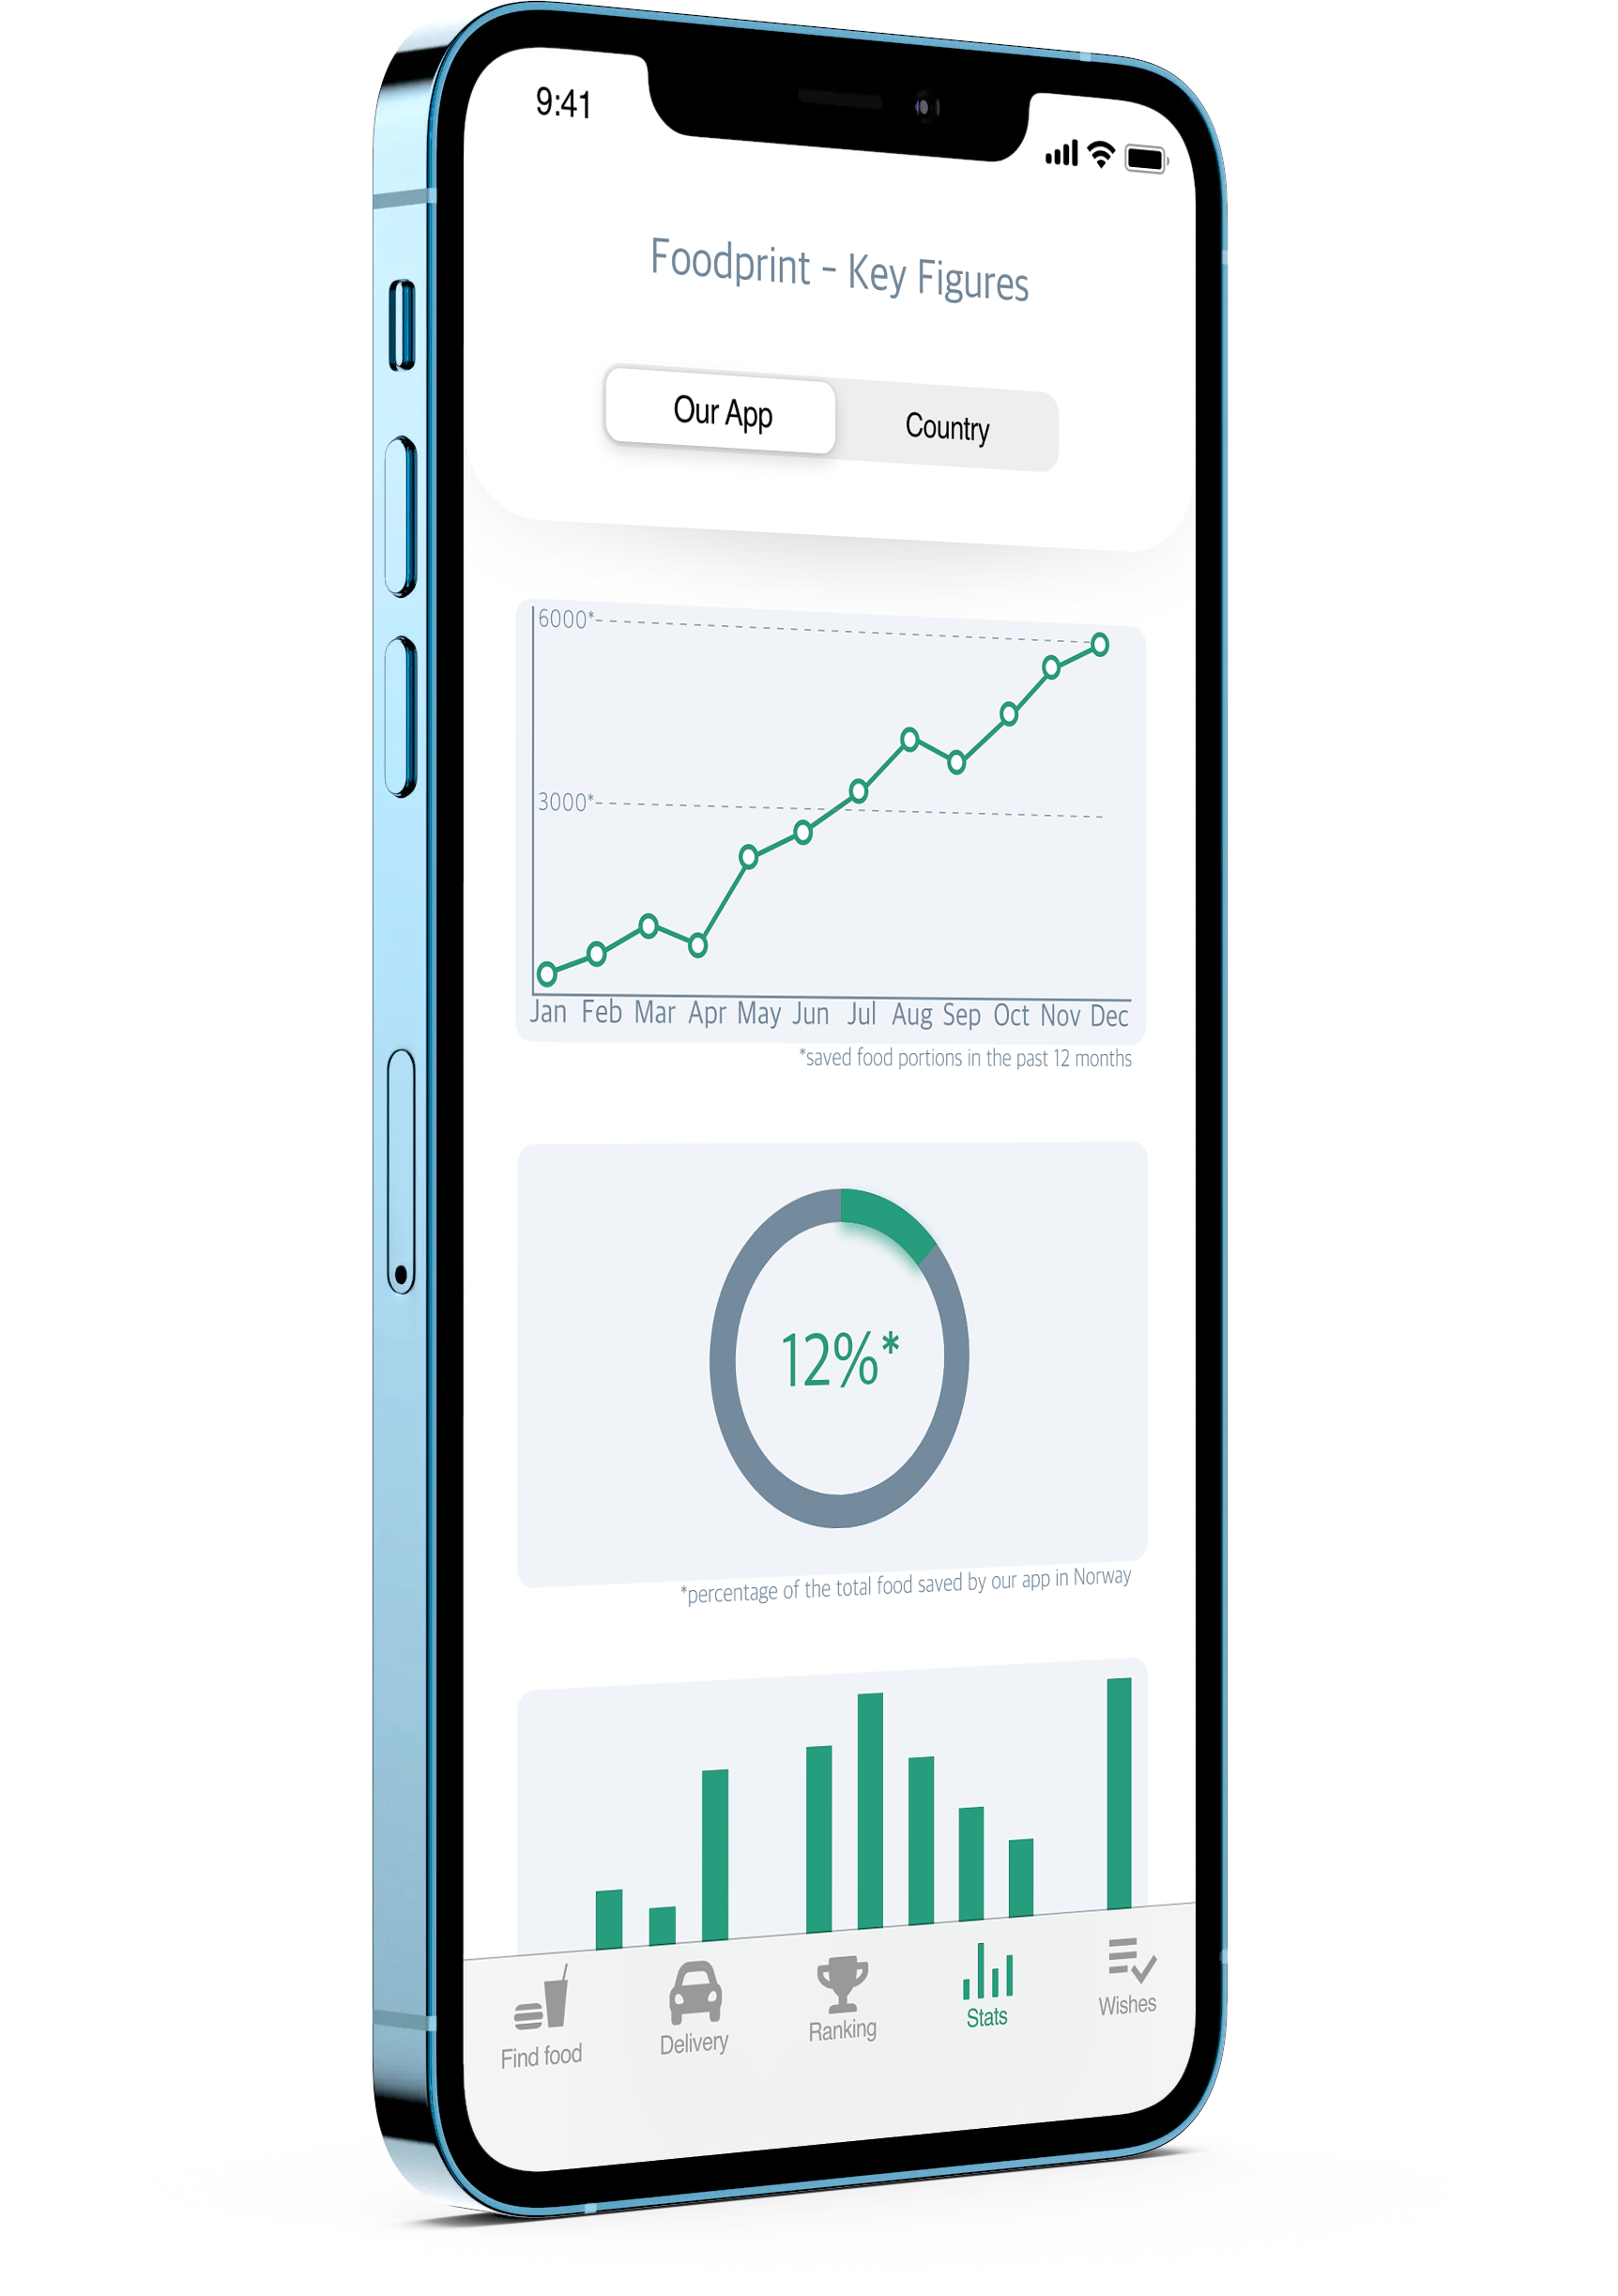 9:41
Foodprint - Key Figures
Our App Country
6000*
3000*
Jan Feb Mar Apr May Jun Jul Aug Sep Oct Nov Dec
*saved food portions in the past 12 months
12%*
*percentage of the total food saved by our app in Norway
Find food Delivery Ranking Stats Wishes